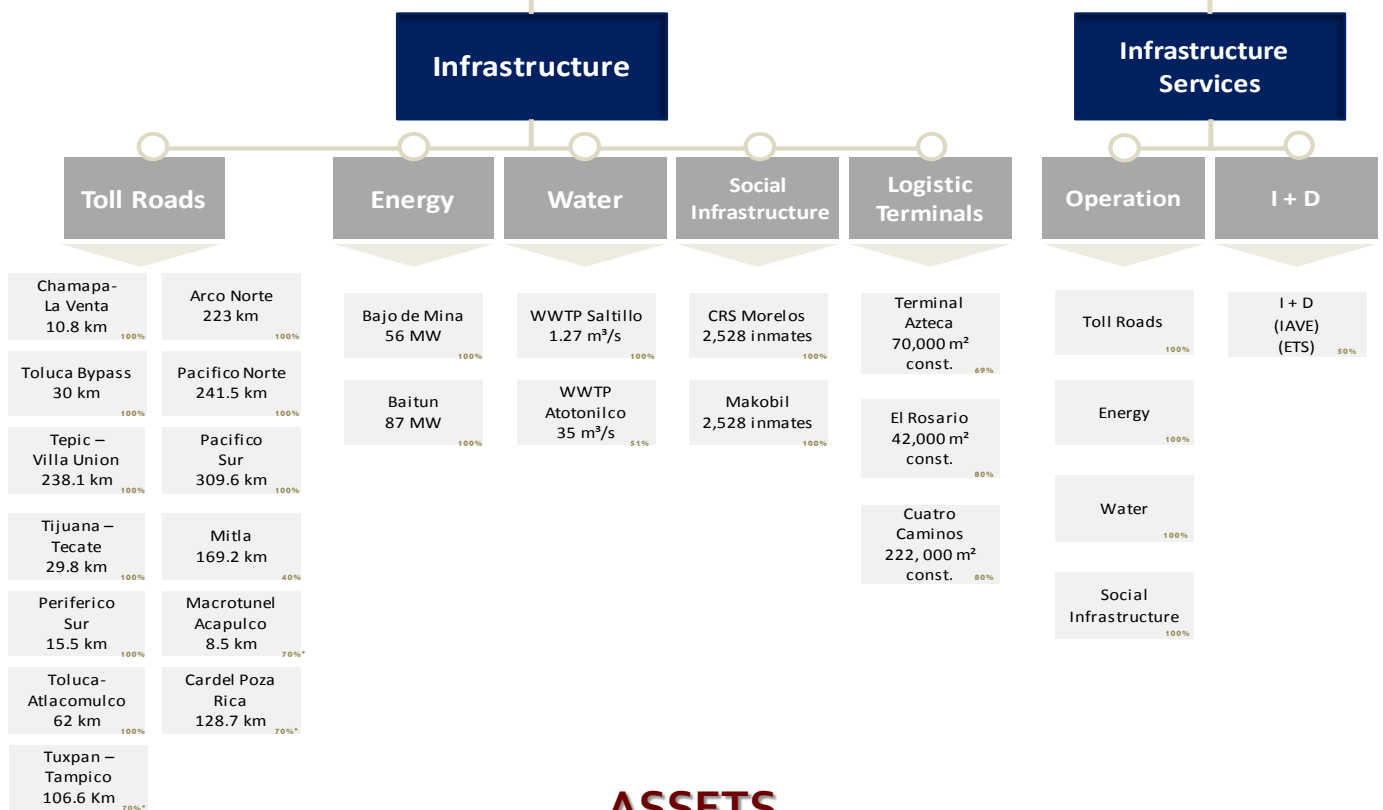 Infrastructure
Infrastructure
Services
Toll Roads
Energy
Water
Social
Infrastructure
Logistic
Terminals
Operation
I + D
Chamapa-
La Venta
10.8 km
100%
Toluca Bypass
30 km
100%
Tepic –
Villa Union
238.1 km
100%
Tijuana –
Tecate
29.8 km
100%
Periferico
Sur
15.5 km
100%
Toluca-
Atlacomulco
62 km
100%
Tuxpan –
Tampico
106.6 Km
70%*
Arco Norte
223 km
100%
Pacifico Norte
241.5 km
100%
Pacifico
Sur
309.6 km
100%
Mitla
169.2 km
40%
Macrotunel
Acapulco
8.5 km
70%*
Cardel Poza
Rica
128.7 km
70%*
Bajo de Mina
56 MW
100%
Baitun
87 MW
100%
WWTP Saltillo
1.27 m³/s
100%
WWTP
Atotonilco
35 m³/s
51%
CRS Morelos
2,528 inmates
100%
Makobil
2,528 inmates
100%
Terminal
Azteca
70,000 m²
const.
69%
El Rosario
42,000 m²
const.
80%
Cuatro
Caminos
222, 000 m²
const.
80%
Toll Roads
100%
Energy
100%
Water
100%
Social
Infrastructure
100%
I + D
(IAVE)
(ETS)
50%
ASSETS